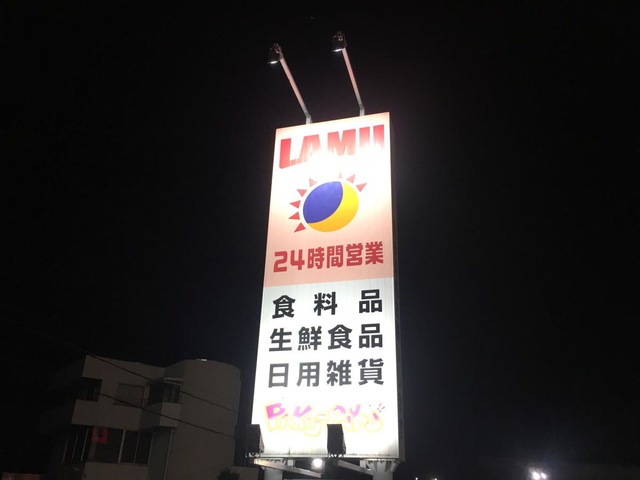 LAMU
24時間営業
食料品
生鮮食品
日用雑貨